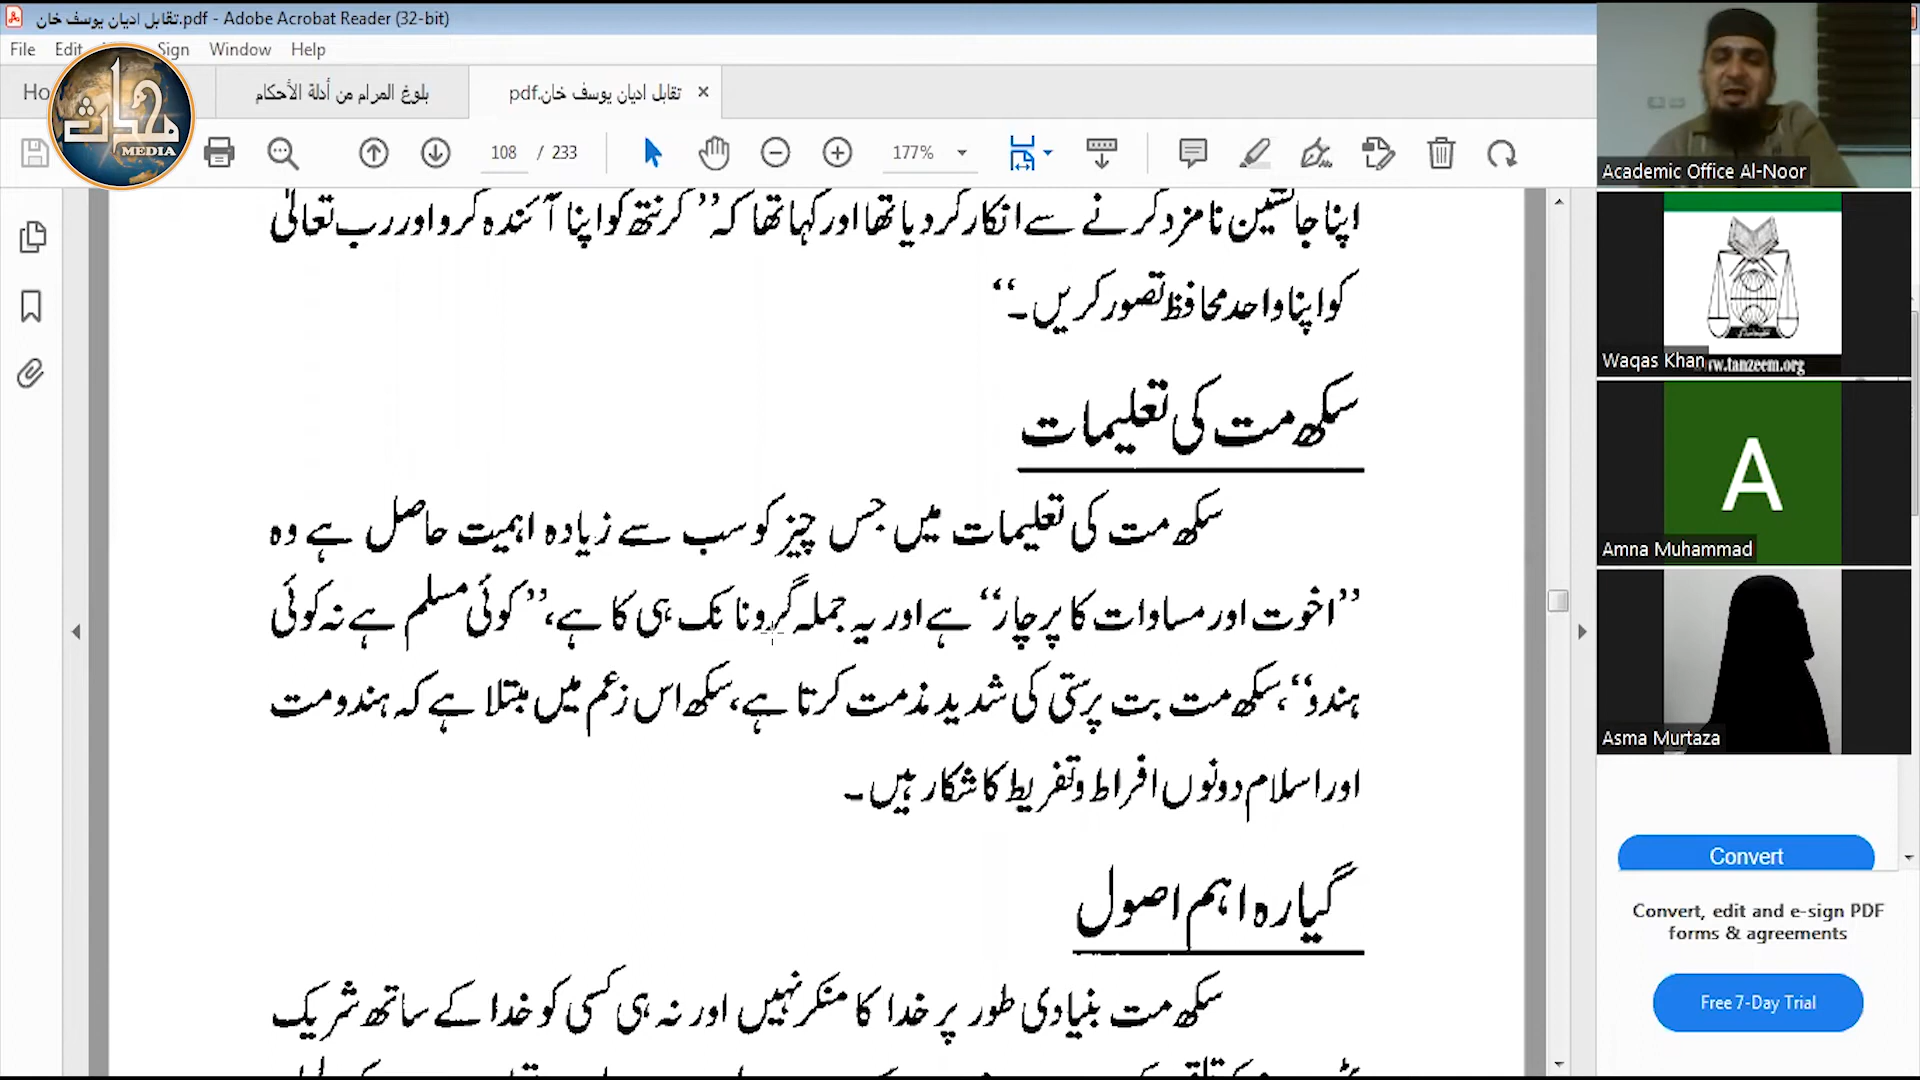 تقابل ادیان یوسف خان.pdf - Adobe Acrobat Reader (32-bit)
File Edit Sign Window Help
Ho
بلوغ المرام من أدلة الأحكام
تقابل ادیان یوسف خان.pdf
محدث
MEDIA
108 / 233
177%
اپنا جانشین نامزد کرنے سے انکار کر دیا تھا اور کہا تھا کہ ’’ گرنتھ کو اپنا آئندہ گرو اور رب تعالیٰ
کو اپنا واحد محافظ تصور کریں۔‘‘
سکھ مت کی تعلیمات
سکھ مت کی تعلیمات میں جس چیز کو سب سے زیادہ اہمیت حاصل ہے وہ
’’اخوت اور مساوات کا پرچار‘‘ ہے اور یہ جملہ گرونانک ہی کا ہے، ’’کوئی مسلم ہے نہ کوئی
ہندو‘‘، سکھ مت بت پرستی کی شدید مذمت کرتا ہے، سکھ اس زعم میں مبتلا ہے کہ ہندو مت
اور اسلام دونوں افراط و تفریط کا شکار ہیں۔
گیارہ اہم اصول
سکھ مت بنیادی طور پر خدا کا منکر نہیں اور نہ ہی کسی کو خدا کے ساتھ شریک
Academic Office Al-Noor
Waqas Khan
www.tanzeem.org
A
Amna Muhammad
Asma Murtaza
Convert
Convert, edit and e-sign PDF
forms & agreements
Free 7-Day Trial